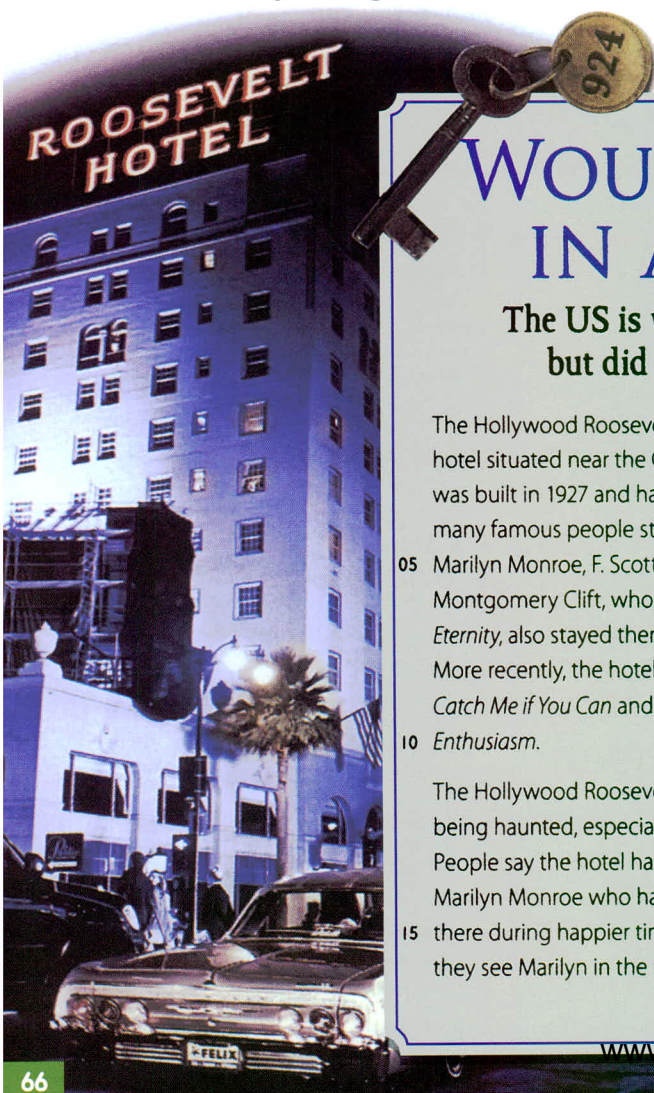 ROOSEVELT
HOTEL
924
WOU
IN A
The US is
but did
The Hollywood Roosev
hotel situated near the
was built in 1927 and ha
many famous people st
05 Marilyn Monroe, F. Scott
Montgomery Clift, who
Eternity, also stayed ther
More recently, the hotel
Catch Me if You Can and
10 Enthusiasm.
The Hollywood Roosev
being haunted, especia
People say the hotel ha
Marilyn Monroe who ha
15 there during happier tin
they see Marilyn in the
FELIX
www
66